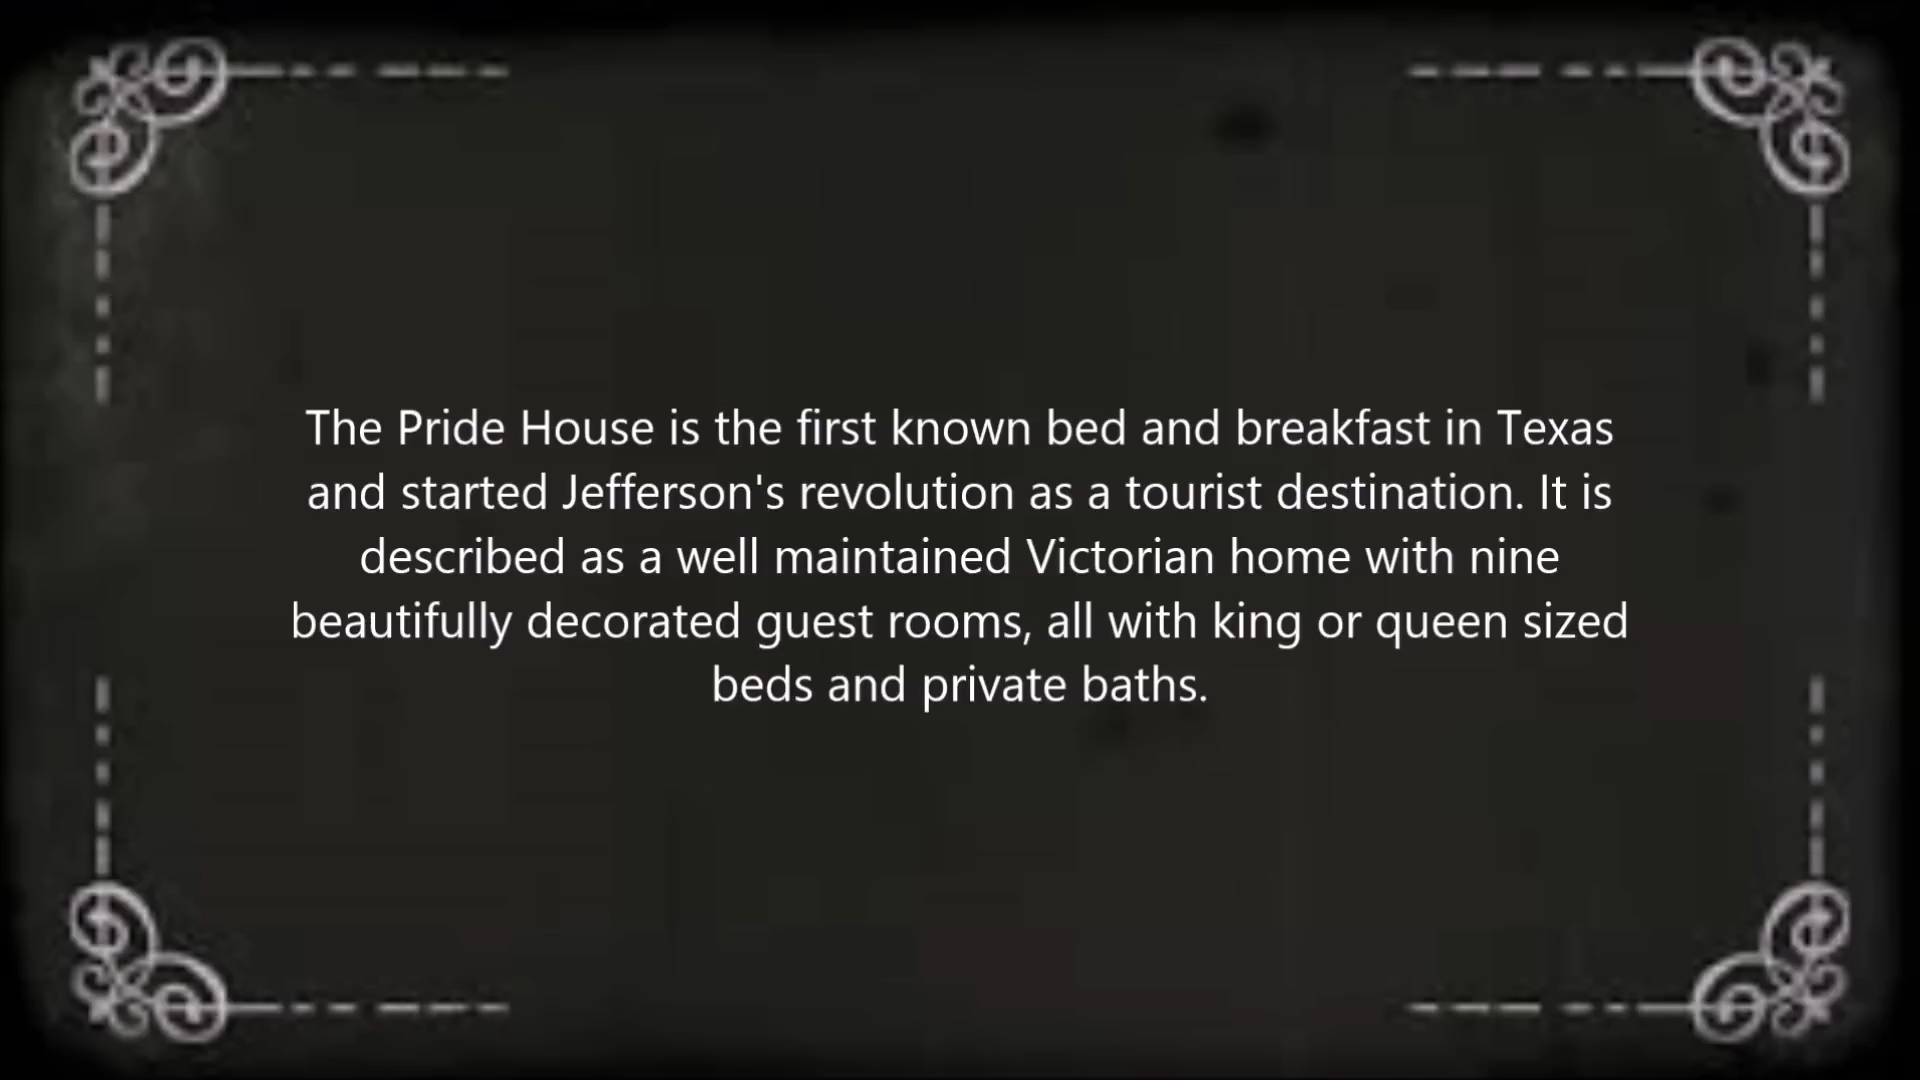 The Pride House is the first known bed and breakfast in Texas
and started Jefferson's revolution as a tourist destination. It is
described as a well maintained Victorian home with nine
beautifully decorated guest rooms, all with king or queen sized
beds and private baths.